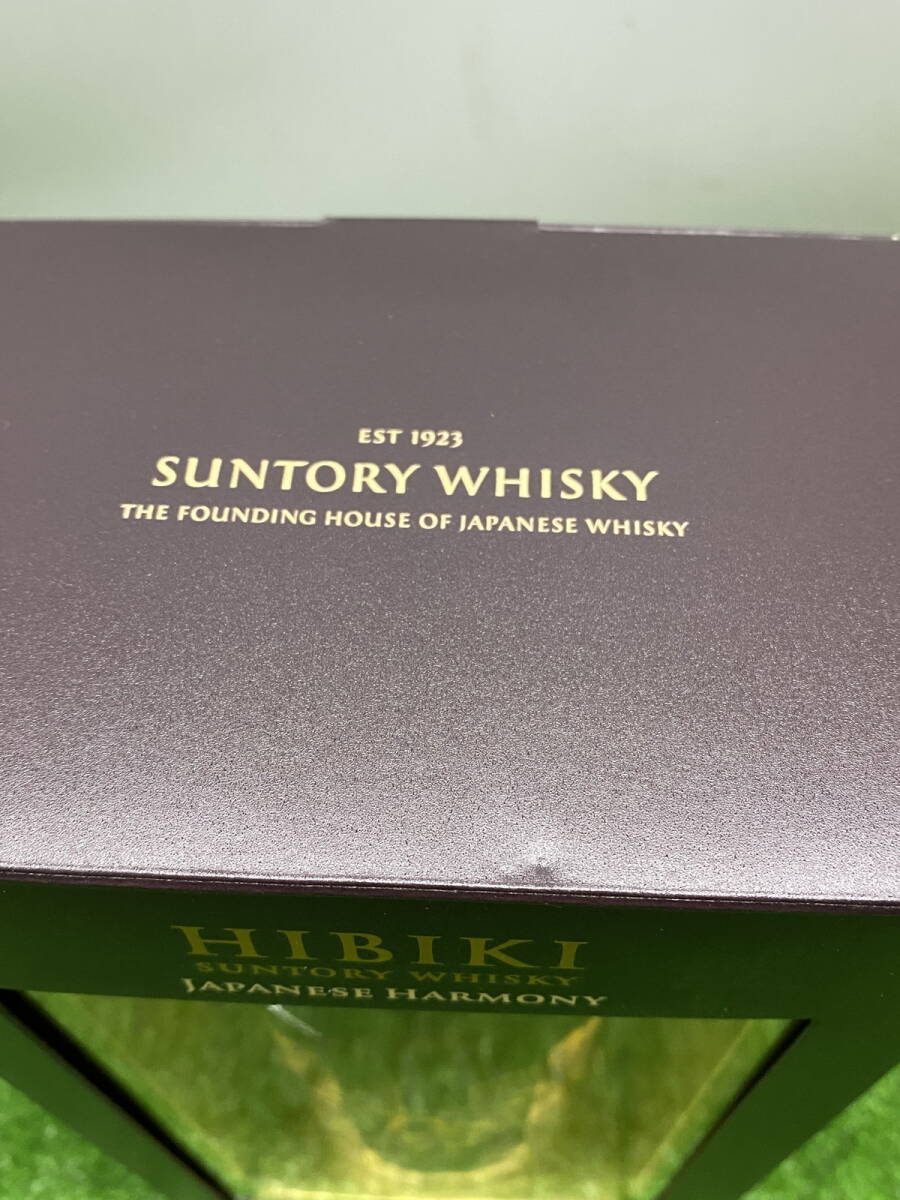 EST 1923
SUNTORY WHISKY
THE FOUNDING HOUSE OF JAPANESE WHISKY
HIBIKI
SUNTORY WHISKY
JAPANESE HARMONY